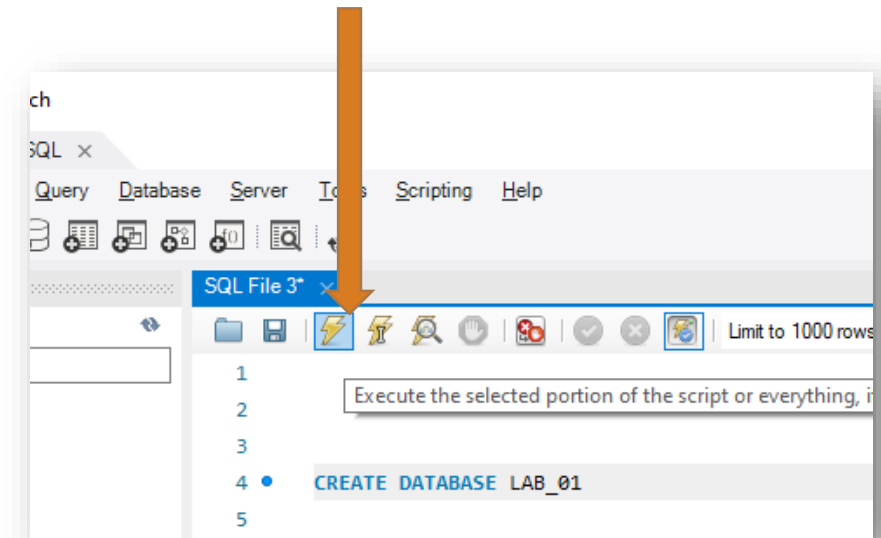 ch
SQL ×
Query Database Server Scripting Help
SQL File 3* ×
Limit to 1000 rows
1
Execute the selected portion of the script or everything, i
2
3
4 CREATE DATABASE LAB_01
5